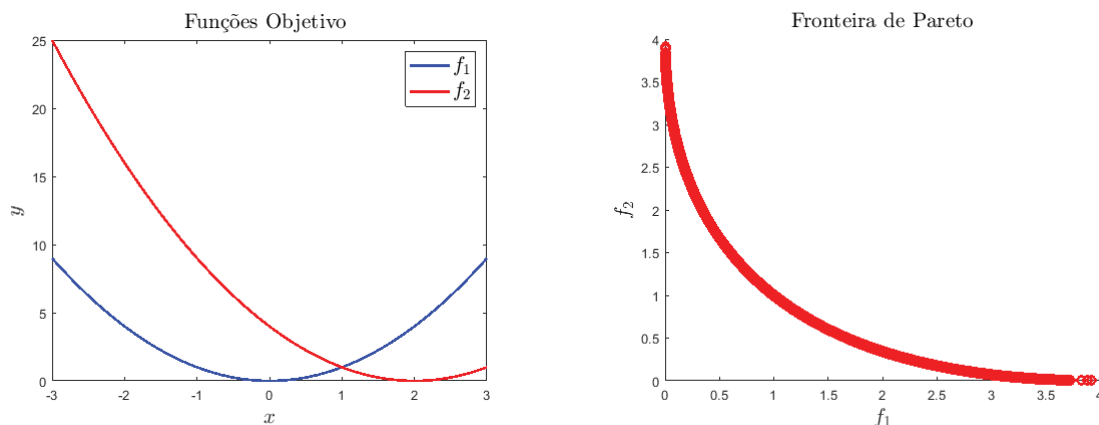 Funções Objetivo
25
20
15
10
5
0
y
-3 -2 -1 0 1 2 3
x
f1
f2
Fronteira de Pareto
4
3.5
3
2.5
2
1.5
1
0.5
0
f2
0 0.5 1 1.5 2 2.5 3 3.5 4
f1